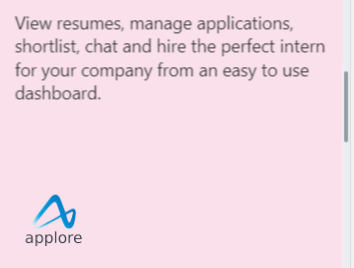 View resumes, manage applications,
shortlist, chat and hire the perfect intern
for your company from an easy to use
dashboard.
applore